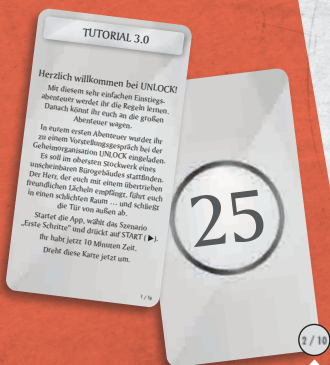 TUTORIAL 3.0
Herzlich willkommen bei UNLOCK!
Mit diesem sehr einfachen Einstiegs-
abenteuer werdet ihr die Regeln lernen.
Danach könnt ihr euch an die großen
Abenteuer wagen.
In eurem ersten Abenteuer wurdet ihr
zu einem Vorstellungsgespräch bei der
Geheimorganisation UNLOCK eingeladen.
Es soll im obersten Stockwerk eines
unscheinbaren Bürogebäudes stattfinden.
Der Herr, der euch mit einem übertrieben
freundlichen Lächeln empfängt, führt euch
in einen schlichten Raum … und schließt
die Tür von außen ab.
Startet die App, wählt das Szenario
„Erste Schritte“ und drückt auf START (▶).
Ihr habt jetzt 10 Minuten Zeit.
Dreht diese Karte jetzt um.
1 / 10
25
2 / 10